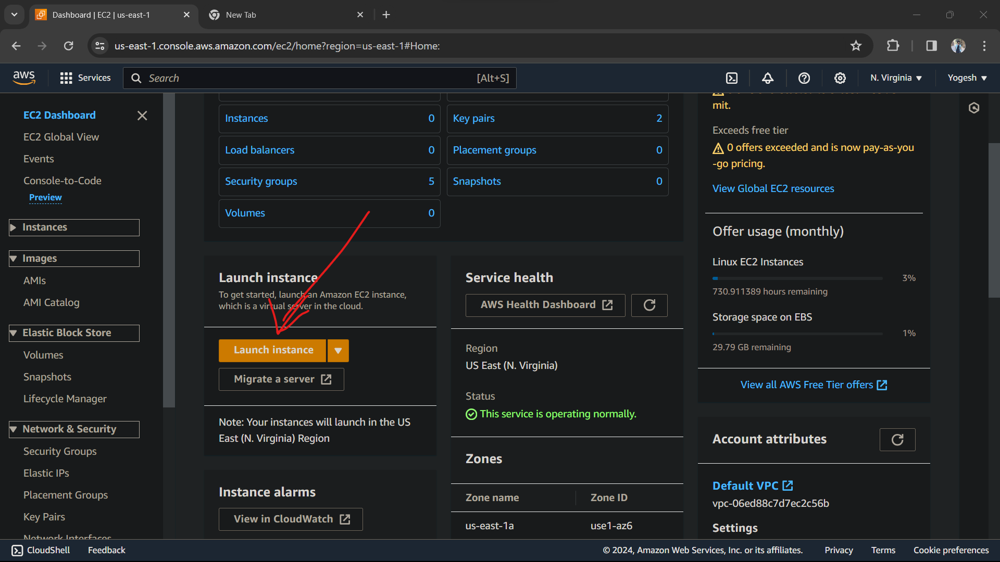 Dashboard | EC2 | us-east-1
New Tab
us-east-1.console.aws.amazon.com/ec2/home?region=us-east-1#Home:
aws
Services
Search
[Alt+S]
N. Virginia
Yogesh
EC2 Dashboard
EC2 Global View
Events
Console-to-Code
Preview
Instances
Images
AMIs
AMI Catalog
Elastic Block Store
Volumes
Snapshots
Lifecycle Manager
Network & Security
Security Groups
Elastic IPs
Placement Groups
Key Pairs
Network Interfaces
Instances 0
Key pairs 2
Load balancers 0
Placement groups 0
Security groups 5
Snapshots 0
Volumes 0
Launch instance
To get started, launch an Amazon EC2 instance,
which is a virtual server in the cloud.
Launch instance
Migrate a server
Note: Your instances will launch in the US
East (N. Virginia) Region
Instance alarms
View in CloudWatch
Service health
AWS Health Dashboard
Region
US East (N. Virginia)
Status
This service is operating normally.
Zones
Zone name
Zone ID
us-east-1a
use1-az6
mit.
Exceeds free tier
0 offers exceeded and is now pay-as-you
-go pricing.
View Global EC2 resources
Offer usage (monthly)
Linux EC2 Instances
3%
730.911389 hours remaining
Storage space on EBS
1%
29.79 GB remaining
View all AWS Free Tier offers
Account attributes
Default VPC
vpc-06ed88c7d7ec2c56b
Settings
CloudShell
Feedback
© 2024, Amazon Web Services, Inc. or its affiliates.
Privacy
Terms
Cookie preferences